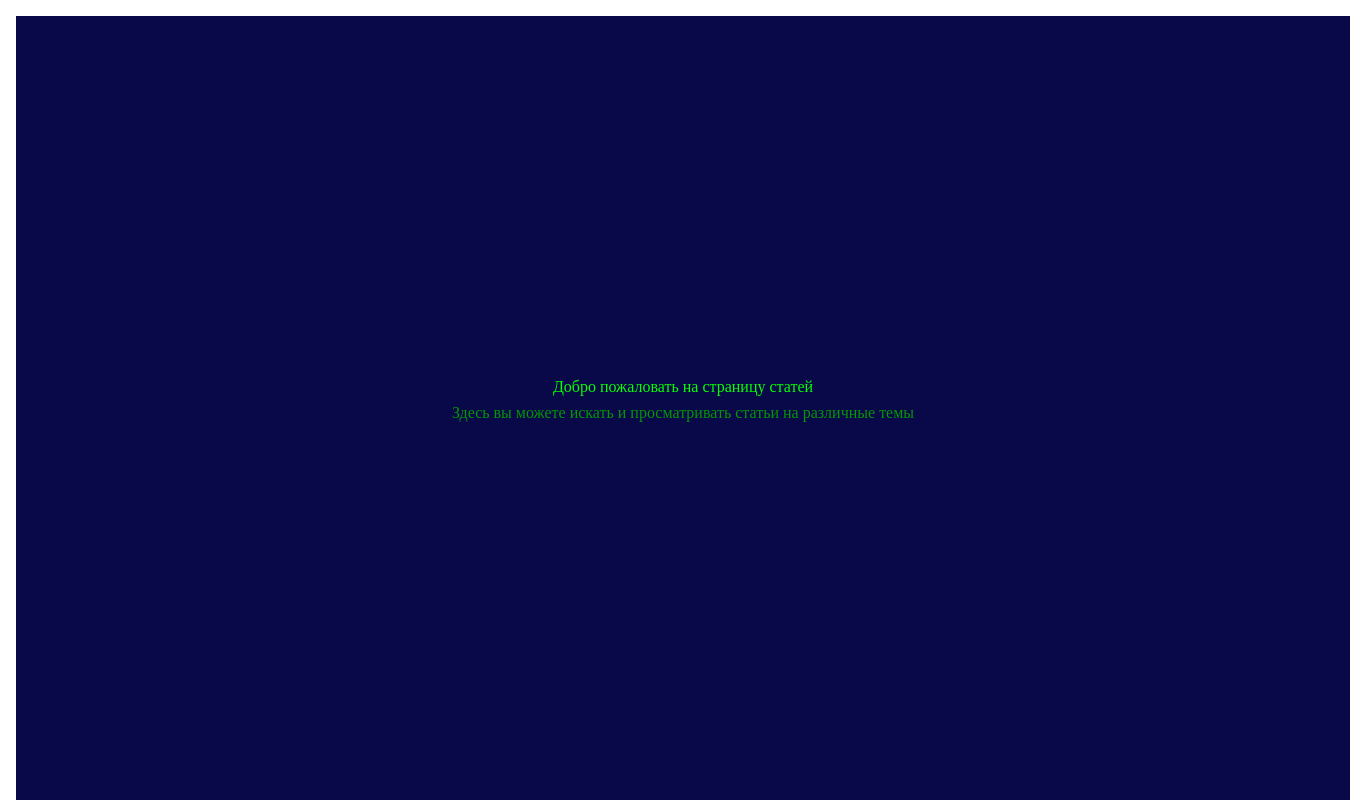 Добро пожаловать на страницу статей
Здесь вы можете искать и просматривать статьи на различные темы